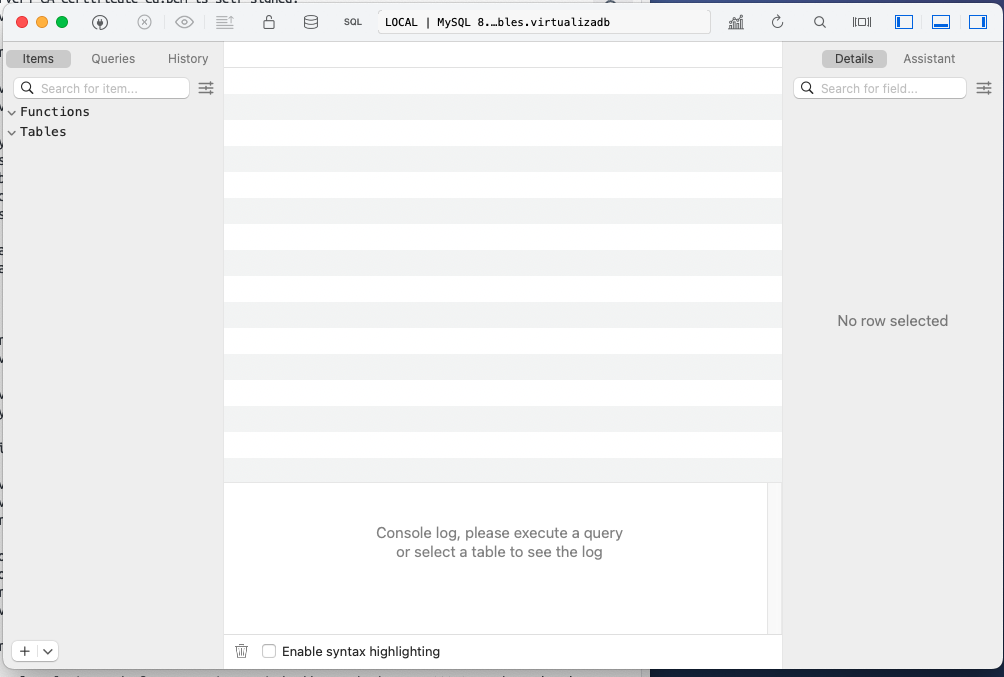 SQL
LOCAL | MySQL 8.…bles.virtualizadb
Items
Queries
History
Search for item...
Functions
Tables
Details
Assistant
Search for field...
No row selected
Console log, please execute a query
or select a table to see the log
Enable syntax highlighting